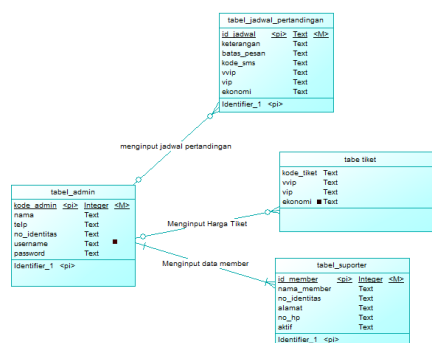 tabel_jadwal_pertandingan
id_jadwal <pi> Text <M>
keterangan Text
batas_pesan Text
kode_sms Text
vvip Text
vip Text
ekonomi Text
Identifier_1 <pi>
menginput jadwal pertandingan
tabe tiket
kode_tiket Text
vvip Text
vip Text
ekonomi Text
tabel_admin
kode_admin <pi> Integer <M>
nama Text
telp Text
no_identitas Text
username Text
password Text
Identifier_1 <pi>
Menginput Harga Tiket
Menginput data member
tabel_suporter
id_member <pi> Integer <M>
nama_member Text
no_identitas Text
alamat Text
no_hp Text
aktif Text
Identifier_1 <pi>